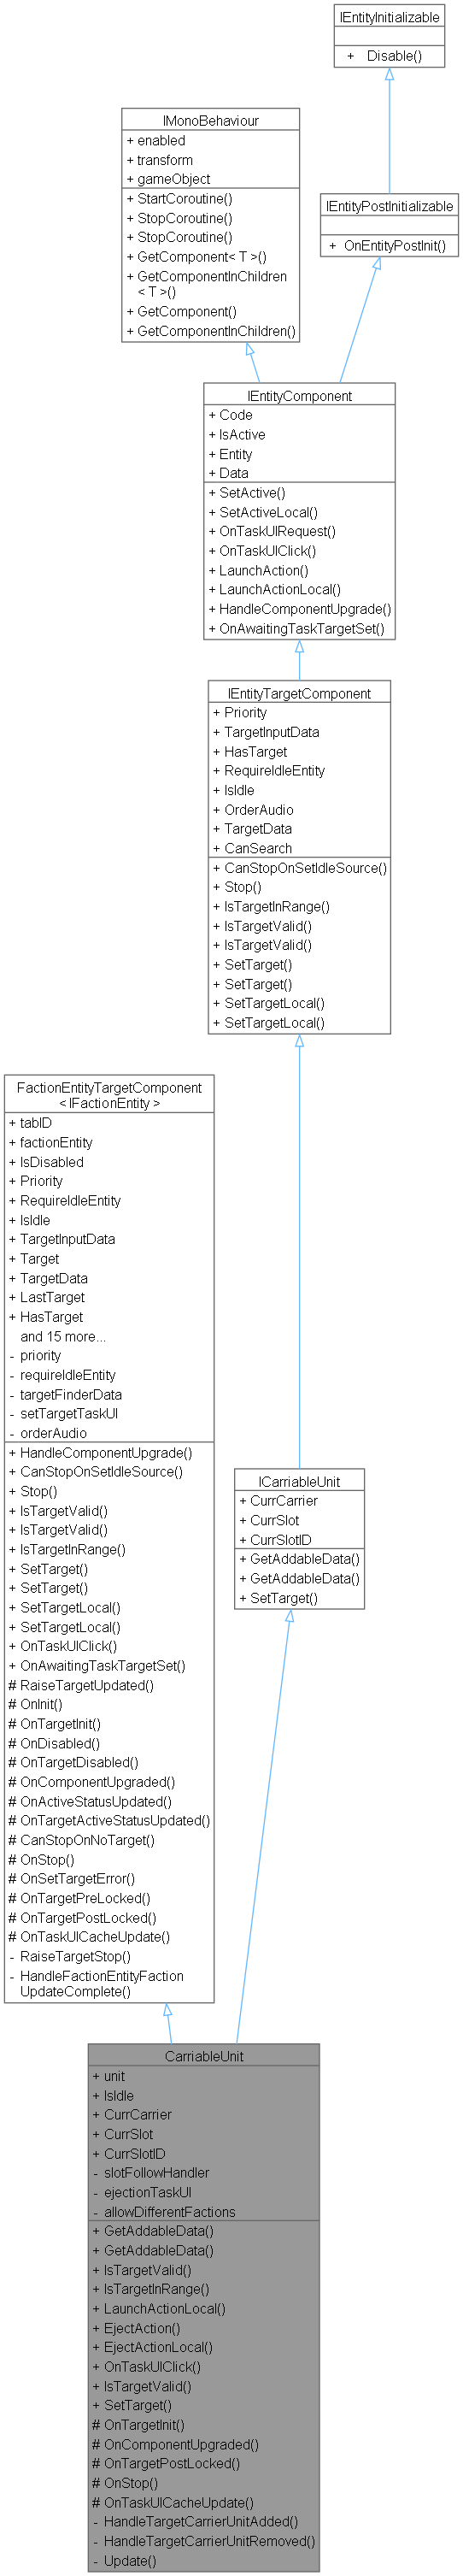 IEntityInitializable
+ Disable()
IMonoBehaviour
+ enabled
+ transform
+ gameObject
+ StartCoroutine()
+ StopCoroutine()
+ StopCoroutine()
+ GetComponent< T >()
+ GetComponentInChildren
< T >()
+ GetComponent()
+ GetComponentInChildren()
IEntityPostInitializable
+ OnEntityPostInit()
IEntityComponent
+ Code
+ IsActive
+ Entity
+ Data
+ SetActive()
+ SetActiveLocal()
+ OnTaskUIRequest()
+ OnTaskUIClick()
+ LaunchAction()
+ LaunchActionLocal()
+ HandleComponentUpgrade()
+ OnAwaitingTaskTargetSet()
IEntityTargetComponent
+ Priority
+ TargetInputData
+ HasTarget
+ RequireIdleEntity
+ IsIdle
+ OrderAudio
+ TargetData
+ CanSearch
+ CanStopOnSetIdleSource()
+ Stop()
+ IsTargetInRange()
+ IsTargetValid()
+ IsTargetValid()
+ SetTarget()
+ SetTarget()
+ SetTargetLocal()
+ SetTargetLocal()
FactionEntityTargetComponent
< IFactionEntity >
+ tabID
+ factionEntity
+ IsDisabled
+ Priority
+ RequireIdleEntity
+ IsIdle
+ TargetInputData
+ Target
+ TargetData
+ LastTarget
+ HasTarget
and 15 more...
- priority
- requireIdleEntity
- targetFinderData
- setTargetTaskUI
- orderAudio
+ HandleComponentUpgrade()
+ CanStopOnSetIdleSource()
+ Stop()
+ IsTargetValid()
+ IsTargetValid()
+ IsTargetInRange()
+ SetTarget()
+ SetTarget()
+ SetTargetLocal()
+ SetTargetLocal()
+ OnTaskUIClick()
+ OnAwaitingTaskTargetSet()
# RaiseTargetUpdated()
# OnInit()
# OnTargetInit()
# OnDisabled()
# OnTargetDisabled()
# OnComponentUpgraded()
# OnActiveStatusUpdated()
# OnTargetActiveStatusUpdated()
# CanStopOnNoTarget()
# OnStop()
# OnSetTargetError()
# OnTargetPreLocked()
# OnTargetPostLocked()
# OnTaskUICacheUpdate()
- RaiseTargetStop()
- HandleFactionEntityFaction
UpdateComplete()
ICarriableUnit
+ CurrCarrier
+ CurrSlot
+ CurrSlotID
+ GetAddableData()
+ GetAddableData()
+ SetTarget()
CarriableUnit
+ unit
+ IsIdle
+ CurrCarrier
+ CurrSlot
+ CurrSlotID
- slotFollowHandler
- ejectionTaskUI
- allowDifferentFactions
+ GetAddableData()
+ GetAddableData()
+ IsTargetValid()
+ IsTargetInRange()
+ LaunchActionLocal()
+ EjectAction()
+ EjectActionLocal()
+ OnTaskUIClick()
+ IsTargetValid()
+ SetTarget()
# OnTargetInit()
# OnComponentUpgraded()
# OnTargetPostLocked()
# OnStop()
# OnTaskUICacheUpdate()
- HandleTargetCarrierUnitAdded()
- HandleTargetCarrierUnitRemoved()
- Update()